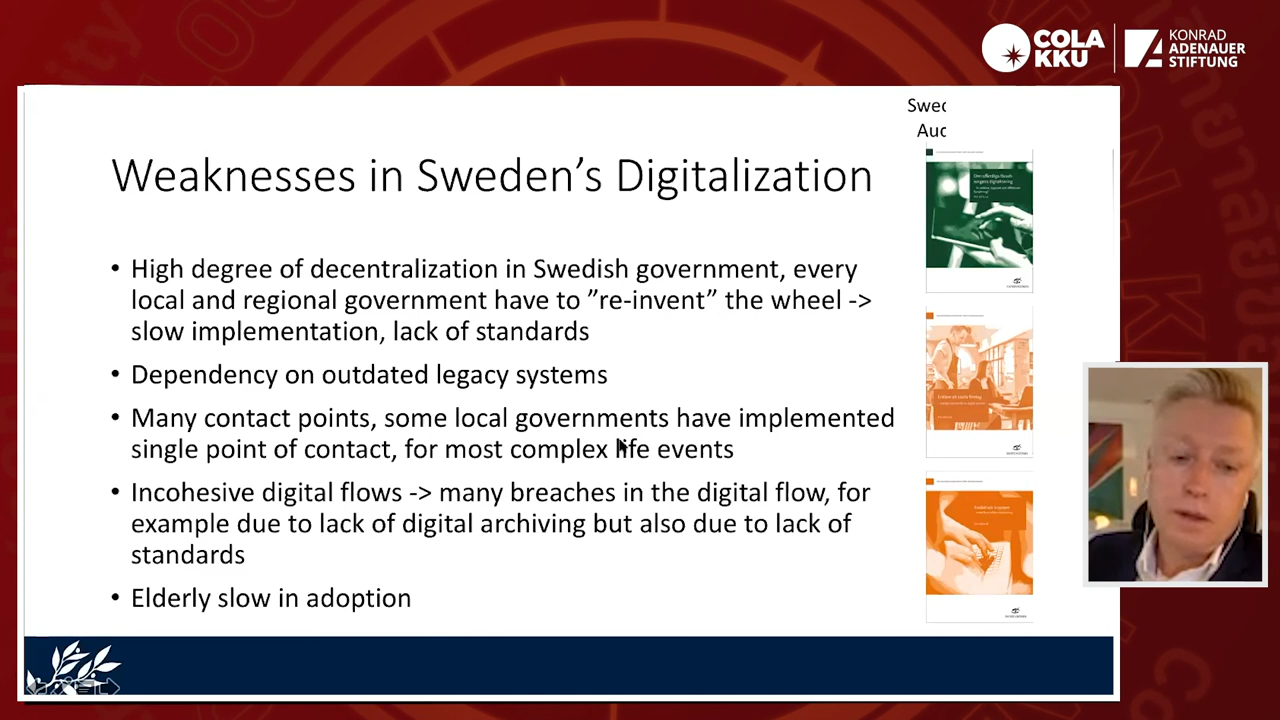 COLA
KKU
KONRAD
ADENAUER
STIFTUNG
Swed
Auc
Weaknesses in Sweden’s Digitalization
• High degree of decentralization in Swedish government, every
local and regional government have to ”re-invent” the wheel ->
slow implementation, lack of standards
• Dependency on outdated legacy systems
• Many contact points, some local governments have implemented
single point of contact, for most complex life events
• Incohesive digital flows -> many breaches in the digital flow, for
example due to lack of digital archiving but also due to lack of
standards
• Elderly slow in adoption